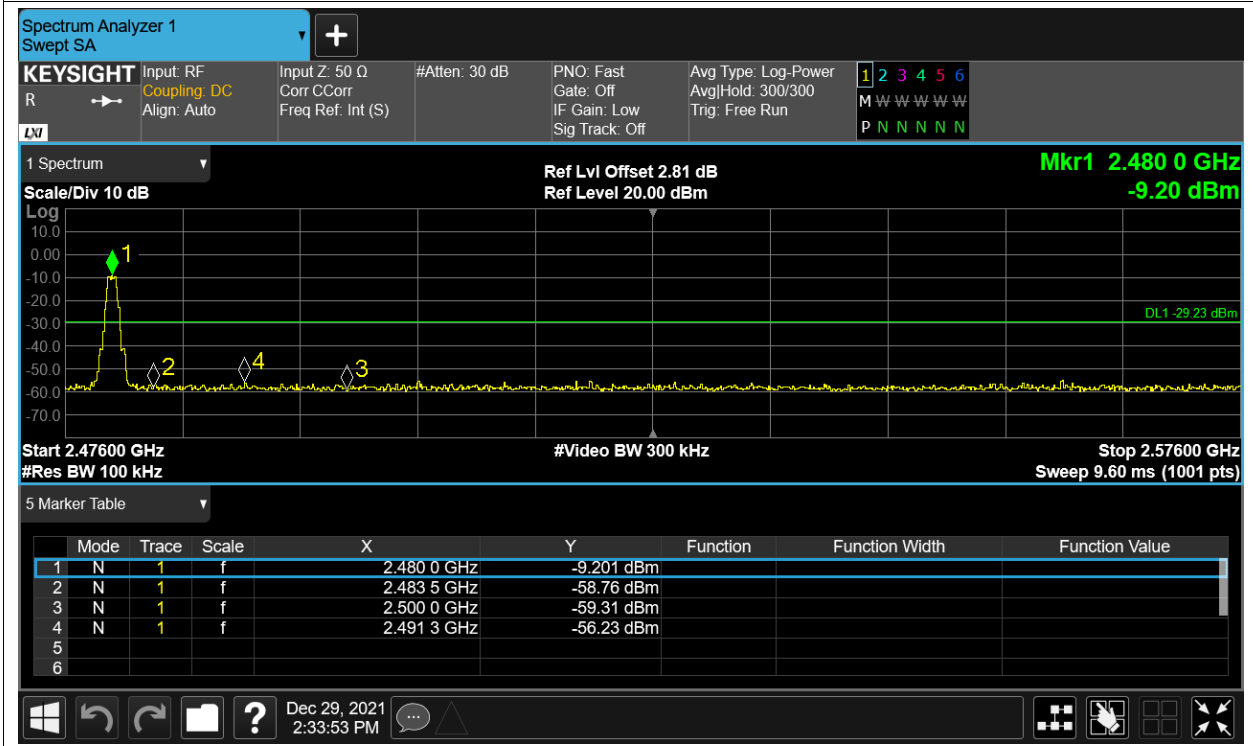 Spectrum Analyzer 1
Swept SA
KEYSIGHT Input: RF Input Z: 50 Ω #Atten: 30 dB PNO: Fast Avg Type: Log-Power 1 2 3 4 5 6
R Coupling: DC Corr CCorr Gate: Off Avg|Hold: 300/300 M W W W W W W
Align: Auto Freq Ref: Int (S) IF Gain: Low Trig: Free Run
LXI Sig Track: Off P N N N N N N
1 Spectrum Ref Lvl Offset 2.81 dB Mkr1 2.480 0 GHz
Scale/Div 10 dB Ref Level 20.00 dBm -9.20 dBm
Log
10.0
0.00 1
-10.0
-20.0
-30.0 DL1 -29.23 dBm
-40.0
-50.0 2 4 3
-60.0
-70.0
Start 2.47600 GHz #Video BW 300 kHz Stop 2.57600 GHz
#Res BW 100 kHz Sweep 9.60 ms (1001 pts)
5 Marker Table
Mode Trace Scale X Y Function Function Width Function Value
1 N 1 f 2.480 0 GHz -9.201 dBm
2 N 1 f 2.483 5 GHz -58.76 dBm
3 N 1 f 2.500 0 GHz -59.31 dBm
4 N 1 f 2.491 3 GHz -56.23 dBm
5
6
? Dec 29, 2021
2:33:53 PM